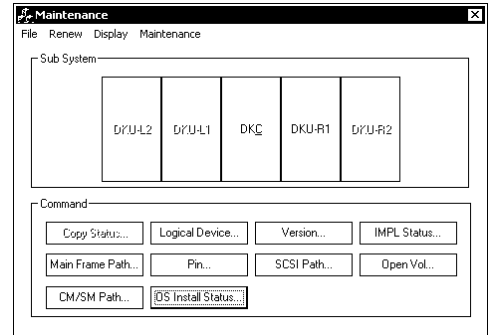 Maintenance
File Renew Display Maintenance
Sub System
DKU-L2 DKU-L1 DKC DKU-R1 DKU-R2
Command
Copy Status... Logical Device... Version... IMPL Status...
Main Frame Path... Pin... SCSI Path... Open Vol...
CM/SM Path... OS Install Status...